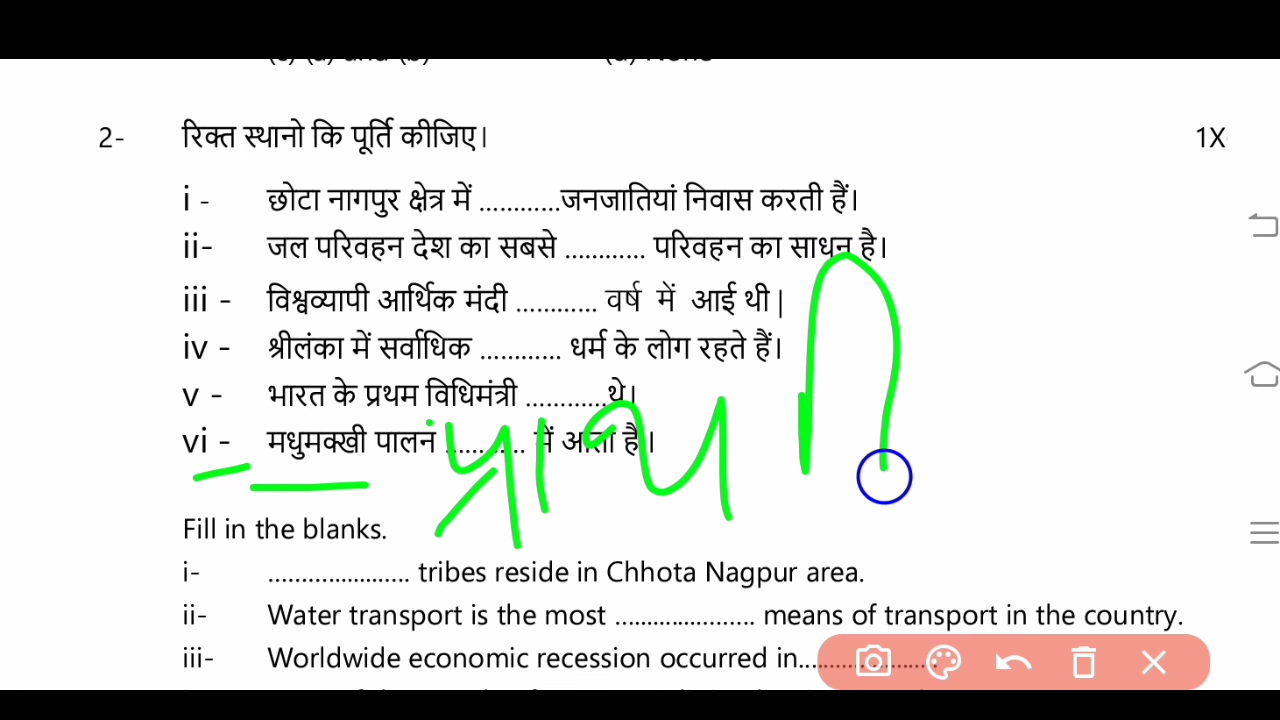 2- रिक्त स्थानो कि पूर्ति कीजिए। 1X
i - छोटा नागपुर क्षेत्र में ............जनजातियां निवास करती हैं।
ii- जल परिवहन देश का सबसे ............ परिवहन का साधन है।
iii - विश्वव्यापी आर्थिक मंदी ............ वर्ष में आई थी|
iv - श्रीलंका में सर्वाधिक ............ धर्म के लोग रहते हैं।
v - भारत के प्रथम विधिमंत्री ............थे।
vi - मधुमक्खी पालन ............ में आता है ।
Fill in the blanks.
i- ...................... tribes reside in Chhota Nagpur area.
ii- Water transport is the most ...................... means of transport in the country.
iii- Worldwide economic recession occurred in......................